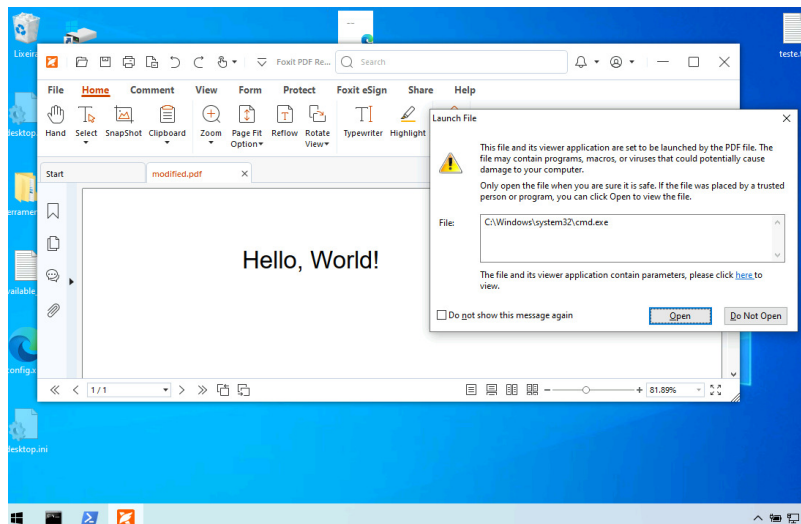 Lixeira
teste.t
Foxit PDF Re...
Search
File Home Comment View Form Protect Foxit eSign Share Help
Hand Select SnapShot Clipboard Zoom Page Fit Option Reflow Rotate View Typewriter Highlight
desktop.
Start modified.pdf
Launch File
This file and its viewer application are set to be launched by the PDF file. The
file may contain programs, macros, or viruses that could potentially cause
damage to your computer.
Only open the file when you are sure it is safe. If the file was placed by a trusted
person or program, you can click Open to view the file.
File: C:\Windows\system32\cmd.exe
The file and its viewer application contain parameters, please click here to
view.
Do not show this message again
Open Do Not Open
Hello, World!
erramer
vailable_
config.x
1/1
81.89%
desktop.ini